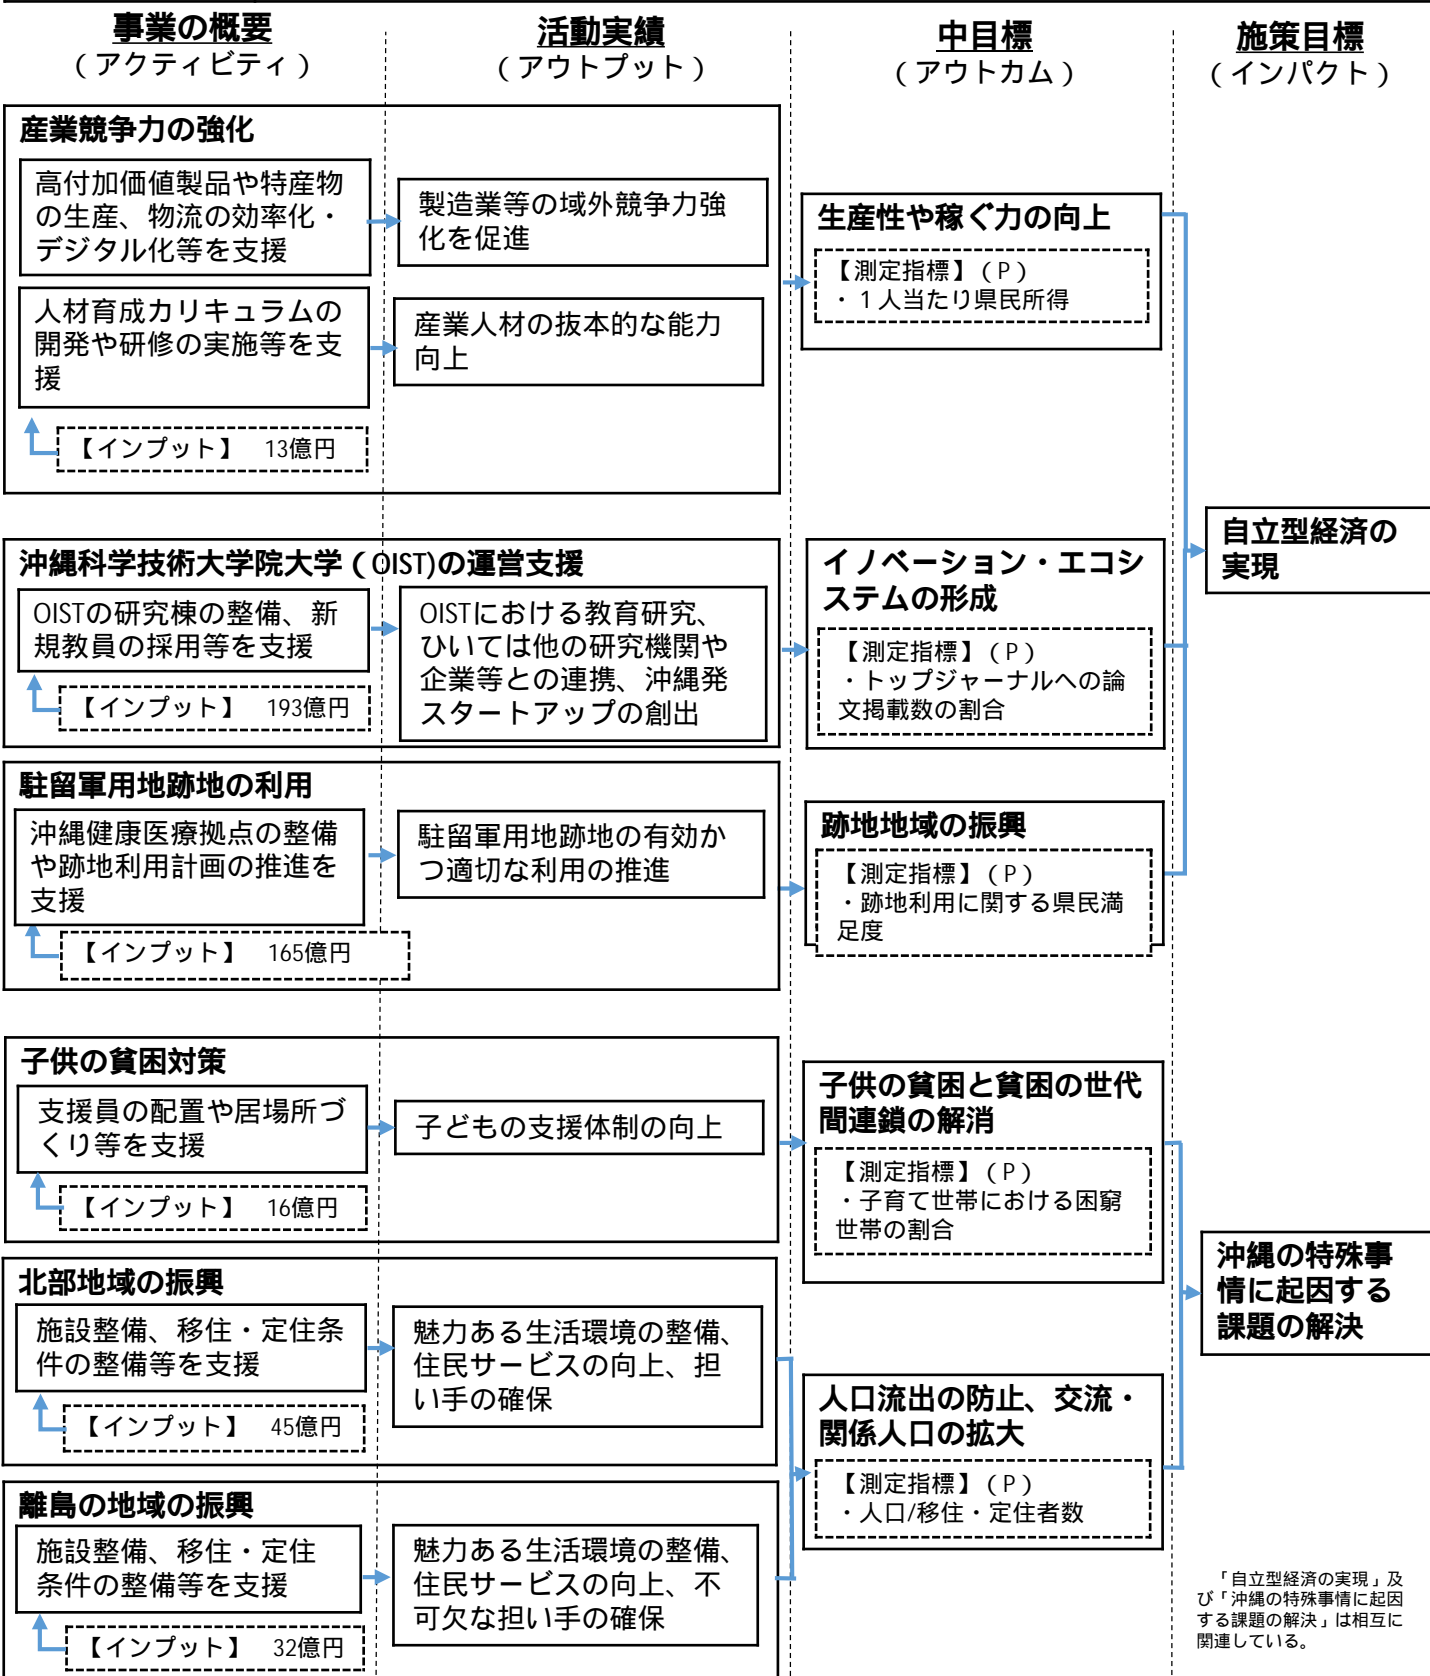 事業の概要
（アクティビティ）
活動実績
（アウトプット）
中目標
（アウトカム）
施策目標
（インパクト）
産業競争力の強化
高付加価値製品や特産物
の生産、物流の効率化・
デジタル化等を支援
製造業等の域外競争力強
化を促進
人材育成カリキュラムの
開発や研修の実施等を支
援
産業人材の抜本的な能力
向上
【インプット】　13億円
生産性や稼ぐ力の向上
【測定指標】（P）
・１人当たり県民所得
沖縄科学技術大学院大学（OIST)の運営支援
OISTの研究棟の整備、新
規教員の採用等を支援
【インプット】　193億円
OISTにおける教育研究、
ひいては他の研究機関や
企業等との連携、沖縄発
スタートアップの創出
イノベーション・エコシ
ステムの形成
【測定指標】（P）
・トップジャーナルへの論
文掲載数の割合
自立型経済の
実現
駐留軍用地跡地の利用
沖縄健康医療拠点の整備
や跡地利用計画の推進を
支援
【インプット】　165億円
駐留軍用地跡地の有効か
つ適切な利用の推進
跡地地域の振興
【測定指標】（P）
・跡地利用に関する県民満
足度
子供の貧困対策
支援員の配置や居場所づ
くり等を支援
【インプット】　16億円
子どもの支援体制の向上
子供の貧困と貧困の世代
間連鎖の解消
【測定指標】（P）
・子育て世帯における困窮
世帯の割合
北部地域の振興
施設整備、移住・定住条
件の整備等を支援
【インプット】　45億円
魅力ある生活環境の整備、
住民サービスの向上、担
い手の確保
沖縄の特殊事
情に起因する
課題の解決
人口流出の防止、交流・
関係人口の拡大
【測定指標】（P）
・人口/移住・定住者数
離島の地域の振興
施設整備、移住・定住
条件の整備等を支援
【インプット】　32億円
魅力ある生活環境の整備、
住民サービスの向上、不
可欠な担い手の確保
「自立型経済の実現」及
び「沖縄の特殊事情に起因
する課題の解決」は相互に
関連している。